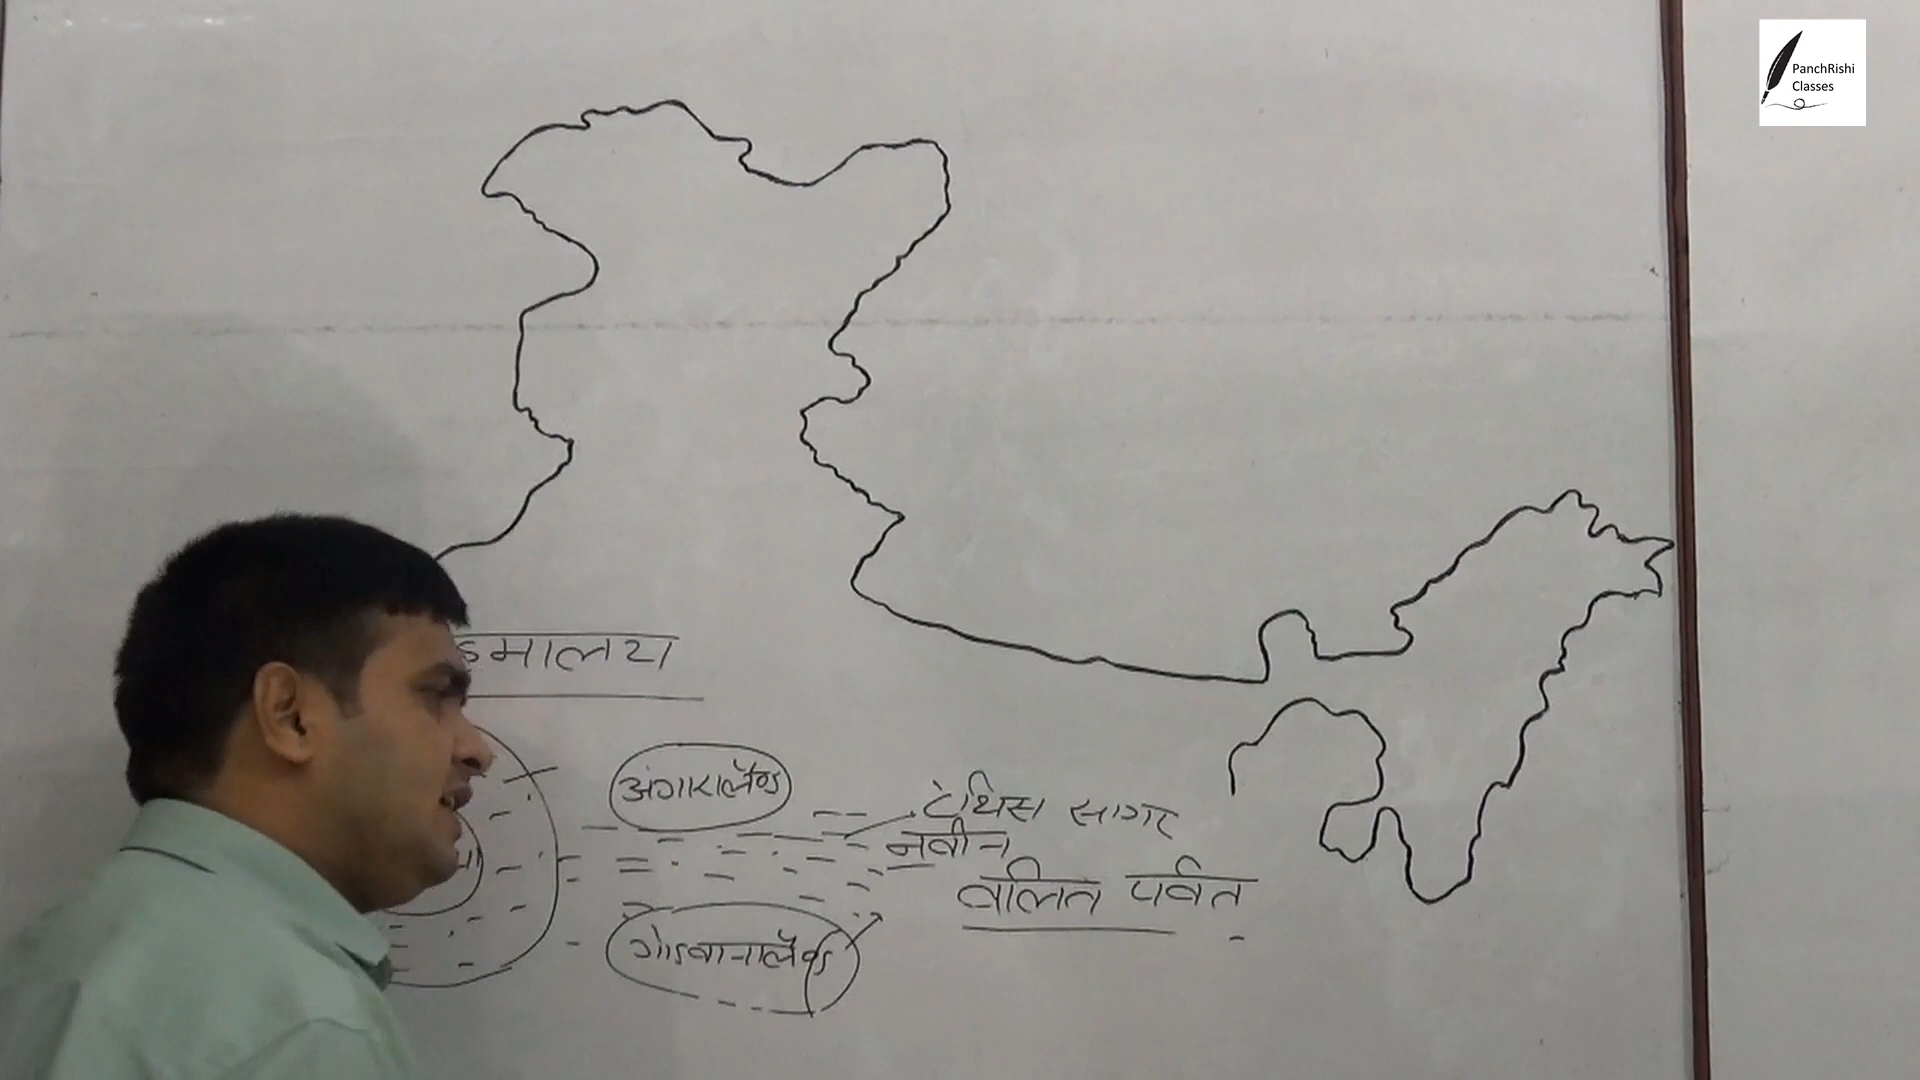 PanchRishi
Classes
हिमालय
अंगारालैण्ड
टेथिस सागर
नवीन
वलित पर्वत
गोंडवानालैण्ड